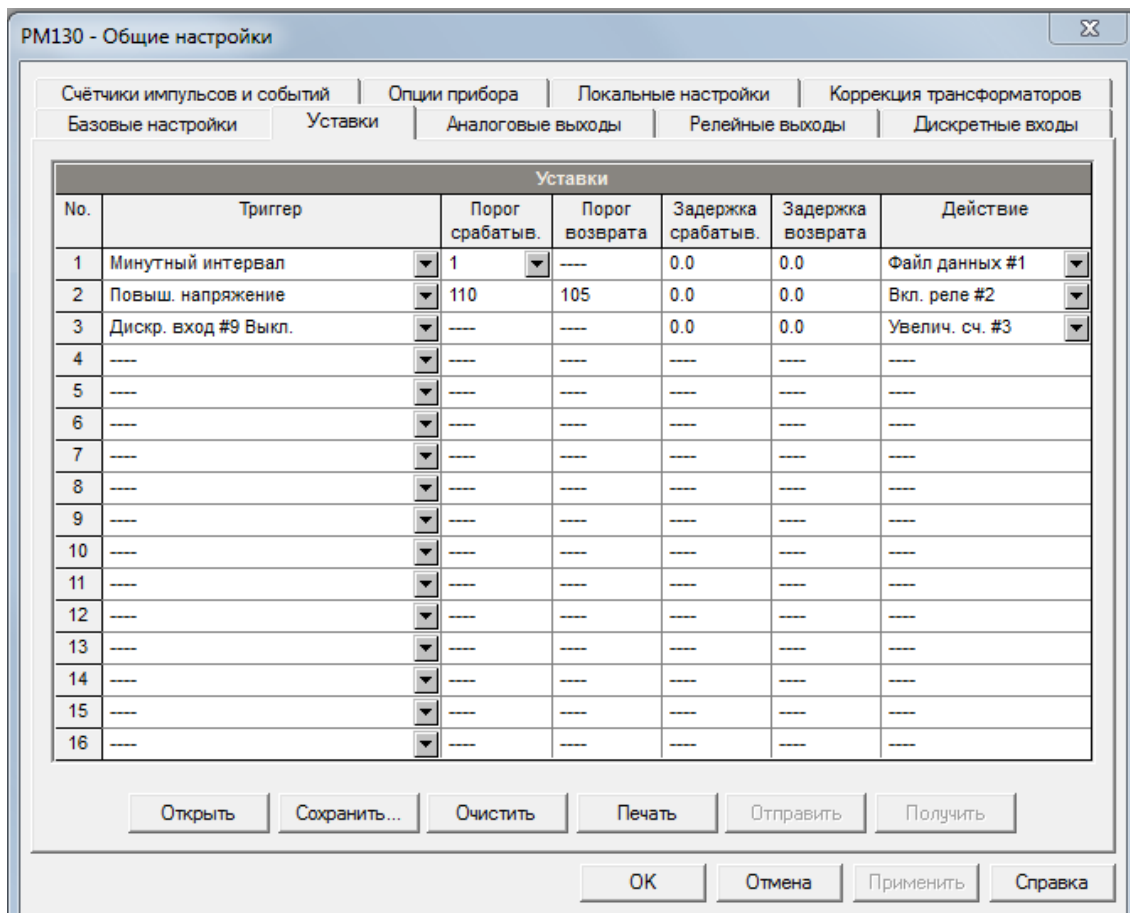 PM130 - Общие настройки
Счётчики импульсов и событий Опции прибора Локальные настройки Коррекция трансформаторов
Базовые настройки Уставки Аналоговые выходы Релейные выходы Дискретные входы
Уставки
No. Триггер Порог срабатыв. Порог возврата Задержка срабатыв. Задержка возврата Действие
1 Минутный интервал 1 ---- 0.0 0.0 Файл данных #1
2 Повыш. напряжение 110 105 0.0 0.0 Вкл. реле #2
3 Дискр. вход #9 Выкл. ---- ---- 0.0 0.0 Увелич. сч. #3
4 ---- ---- ---- ---- ---- ----
5 ---- ---- ---- ---- ---- ----
6 ---- ---- ---- ---- ---- ----
7 ---- ---- ---- ---- ---- ----
8 ---- ---- ---- ---- ---- ----
9 ---- ---- ---- ---- ---- ----
10 ---- ---- ---- ---- ---- ----
11 ---- ---- ---- ---- ---- ----
12 ---- ---- ---- ---- ---- ----
13 ---- ---- ---- ---- ---- ----
14 ---- ---- ---- ---- ---- ----
15 ---- ---- ---- ---- ---- ----
16 ---- ---- ---- ---- ---- ----
Открыть Сохранить... Очистить Печать Отправить Получить
OK Отмена Применить Справка